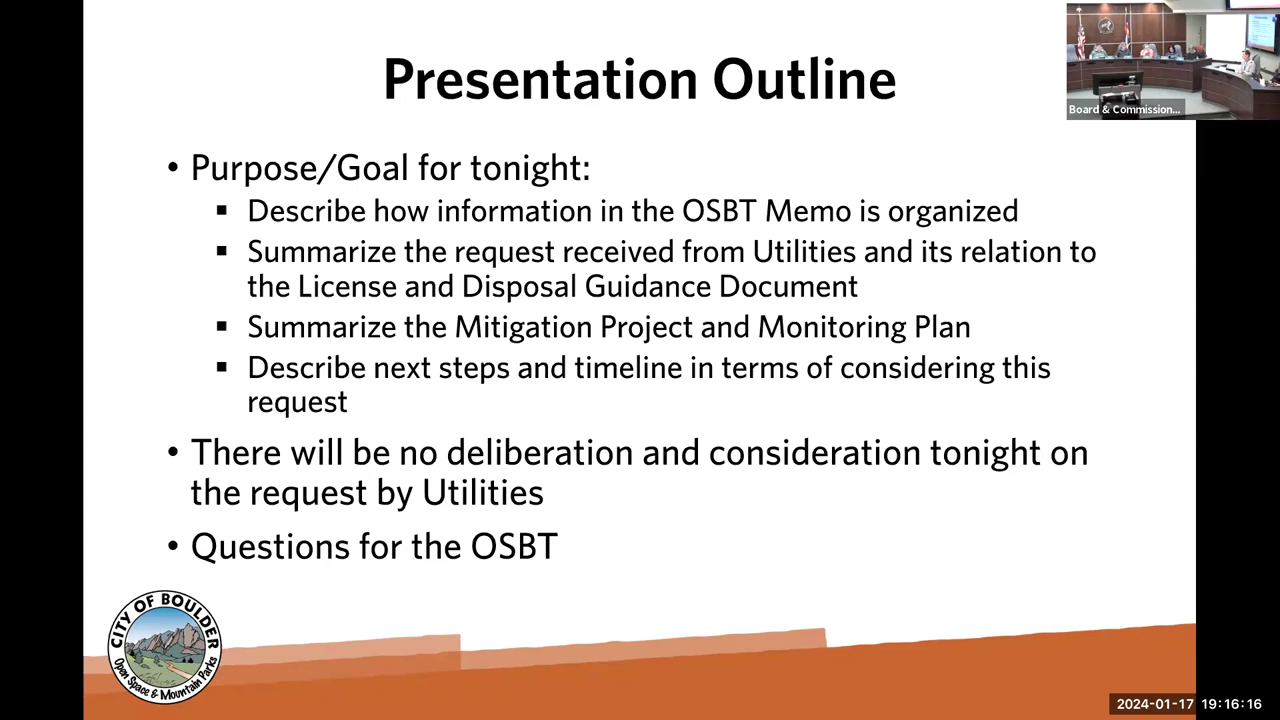 Presentation Outline
Board & Commission...
• Purpose/Goal for tonight:
▪ Describe how information in the OSBT Memo is organized
▪ Summarize the request received from Utilities and its relation to
the License and Disposal Guidance Document
▪ Summarize the Mitigation Project and Monitoring Plan
▪ Describe next steps and timeline in terms of considering this
request
• There will be no deliberation and consideration tonight on
the request by Utilities
• Questions for the OSBT
CITY OF BOULDER
Open Space & Mountain Parks
2024-01-17 19:16:16